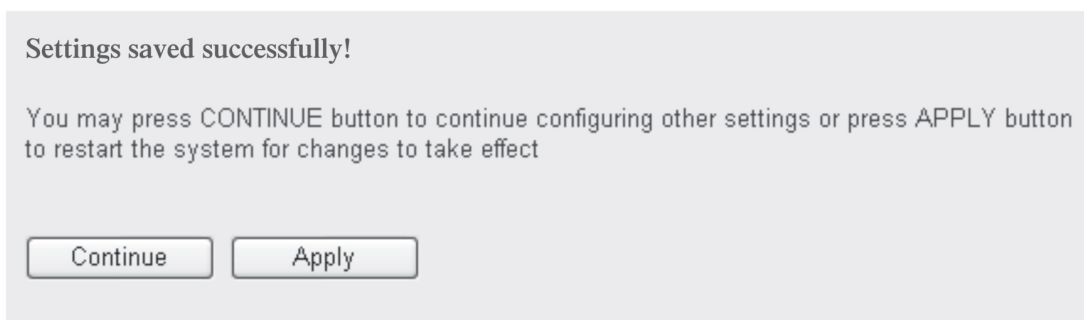 Settings saved successfully!
You may press CONTINUE button to continue configuring other settings or press APPLY button
to restart the system for changes to take effect
Continue
Apply